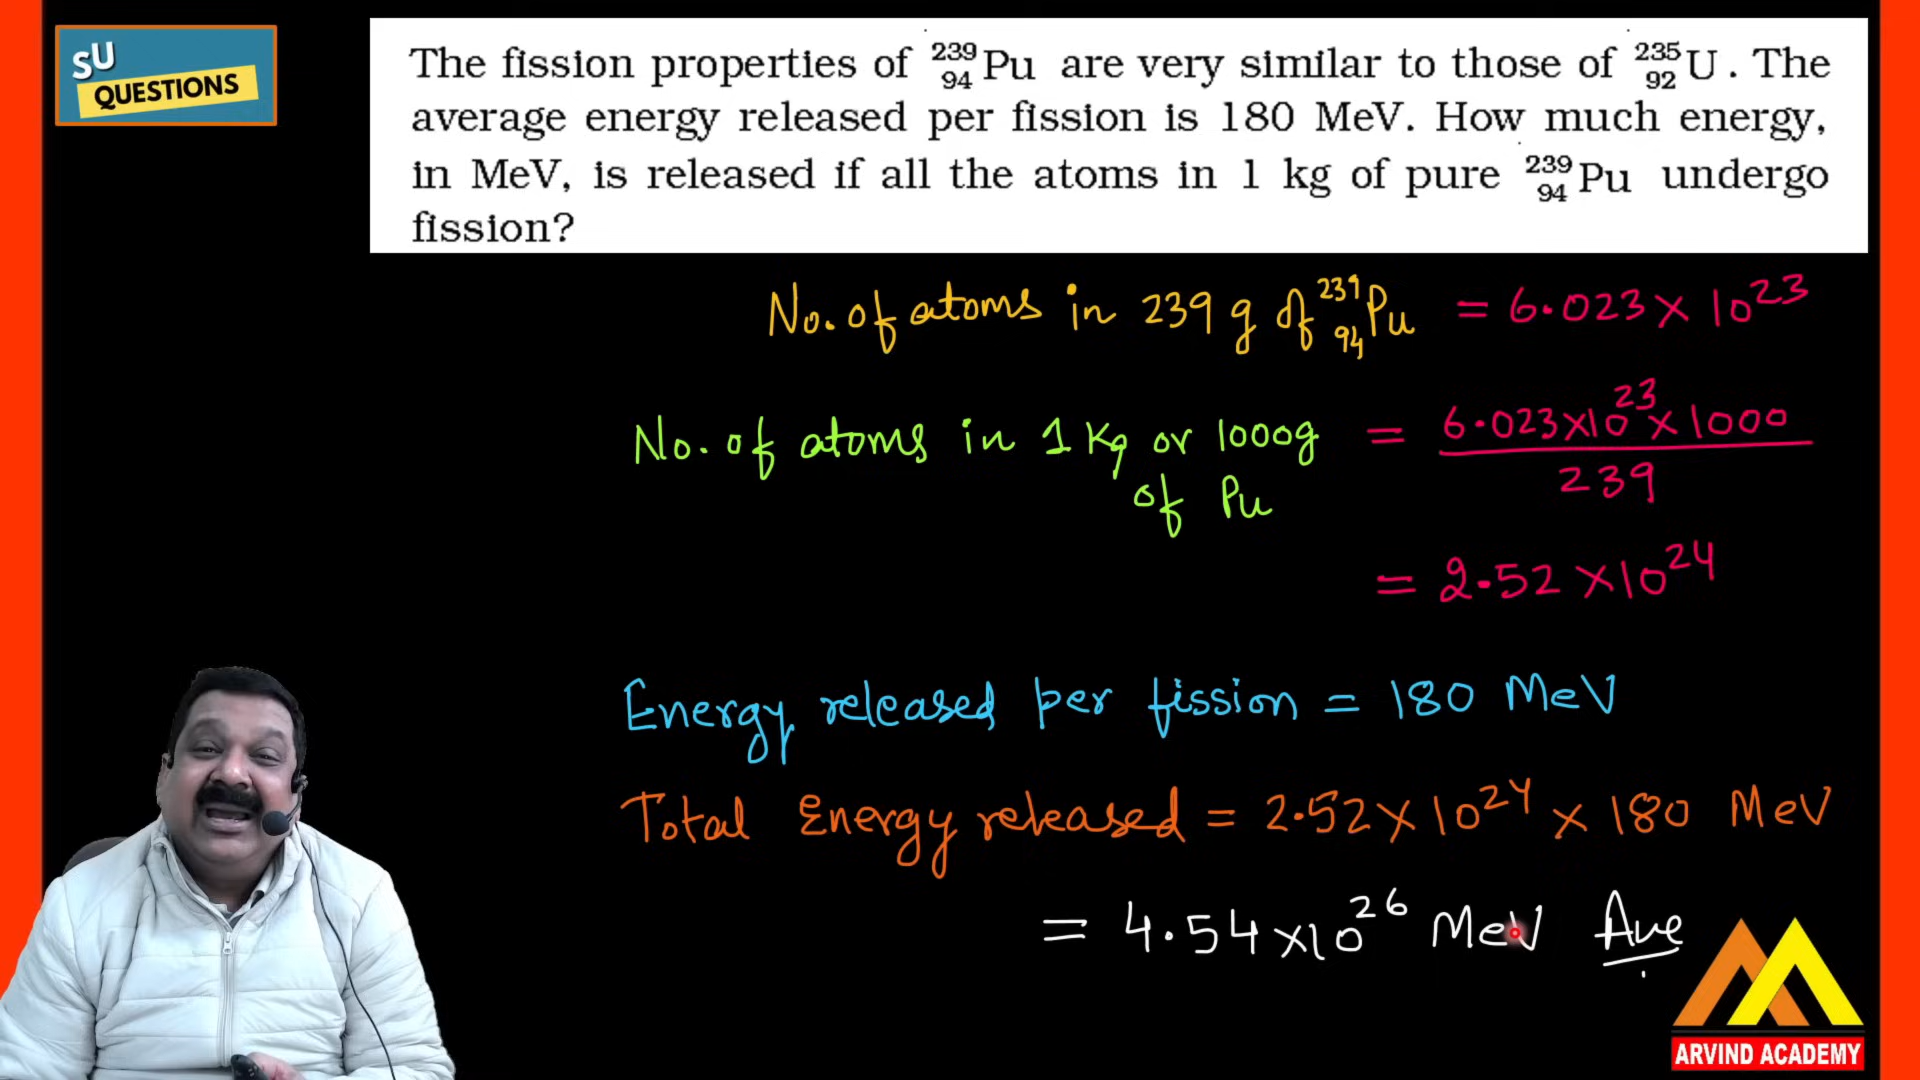 SU
QUESTIONS
The fission properties of ²³⁹₉₄Pu are very similar to those of ²³⁵₉₂U. The
average energy released per fission is 180 MeV. How much energy,
in MeV, is released if all the atoms in 1 kg of pure ²³⁹₉₄Pu undergo
fission?
No. of atoms in 239 g of ²³⁹₉₄Pu = 6.023 × 10²³
No. of atoms in 1 Kg or 1000g of Pu = 6.023×10²³ × 1000 / 239
= 2.52 × 10²⁴
Energy released per fission = 180 MeV
Total Energy released = 2.52 × 10²⁴ × 180 MeV
= 4.54 × 10²⁶ MeV Ans
ARVIND ACADEMY